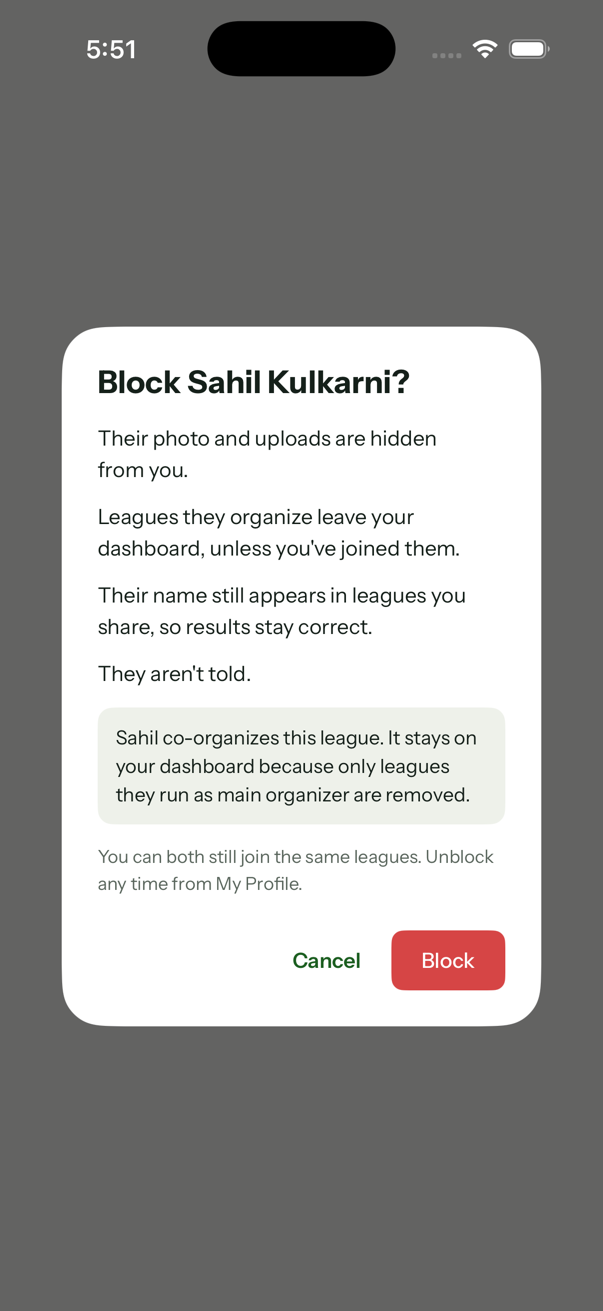 5:51
Block Sahil Kulkarni?
Their photo and uploads are hidden
from you.
Leagues they organize leave your
dashboard, unless you've joined them.
Their name still appears in leagues you
share, so results stay correct.
They aren't told.
Sahil co-organizes this league. It stays on
your dashboard because only leagues
they run as main organizer are removed.
You can both still join the same leagues. Unblock
any time from My Profile.
Cancel
Block